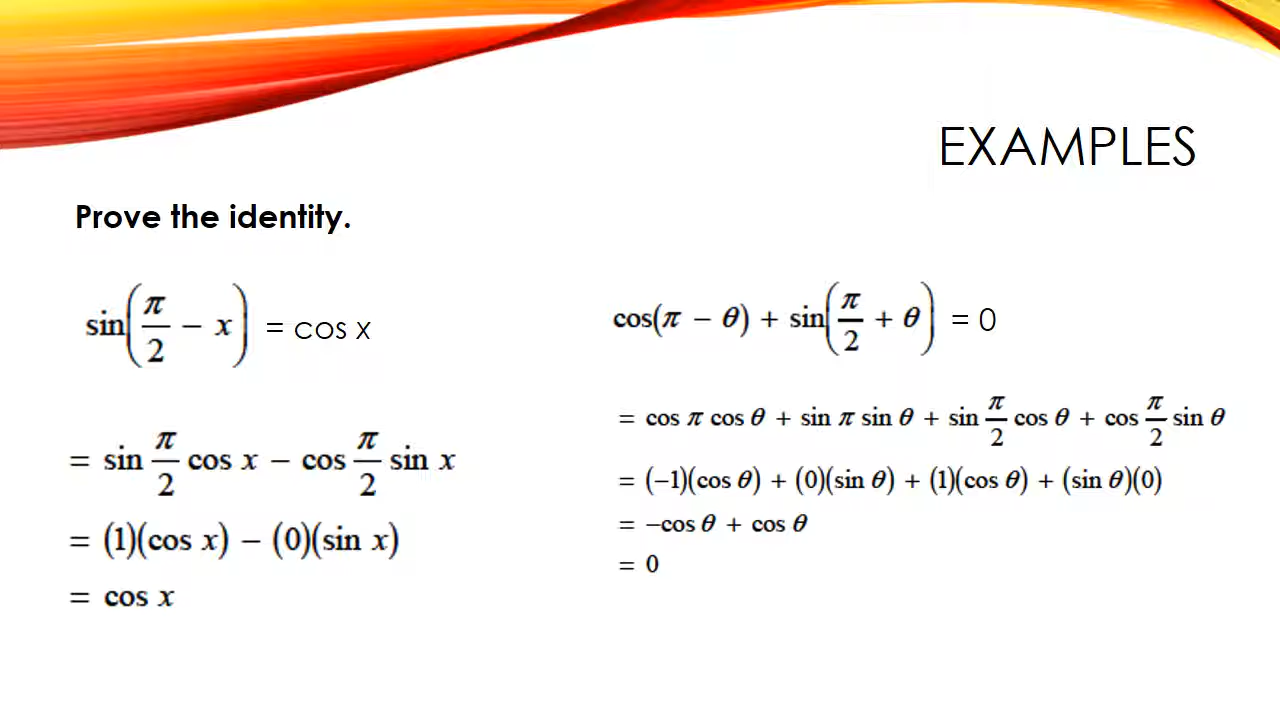 EXAMPLES
Prove the identity.
sin(π/2 − x) = COS X
= sin π/2 cos x − cos π/2 sin x
= (1)(cos x) − (0)(sin x)
= cos x
cos(π − θ) + sin(π/2 + θ) = 0
= cos π cos θ + sin π sin θ + sin π/2 cos θ + cos π/2 sin θ
= (−1)(cos θ) + (0)(sin θ) + (1)(cos θ) + (sin θ)(0)
= −cos θ + cos θ
= 0